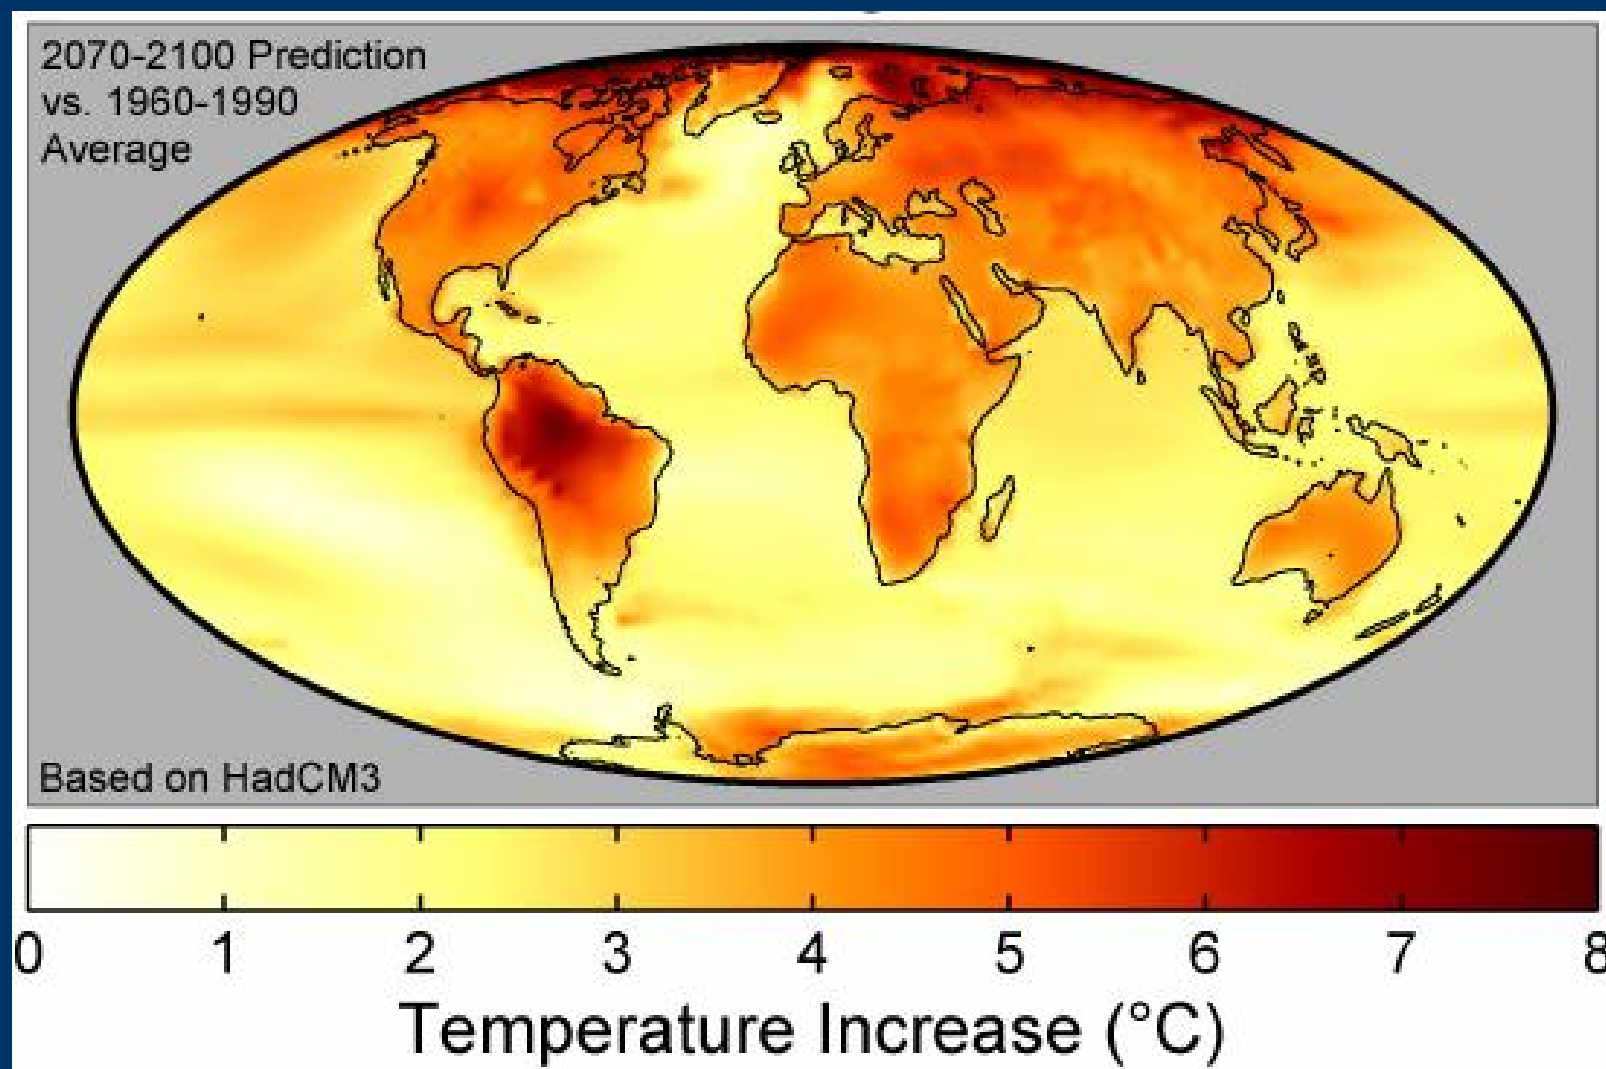 2070-2100 Prediction
vs. 1960-1990
Average
Based on HadCM3
0 1 2 3 4 5 6 7 8
Temperature Increase (°C)